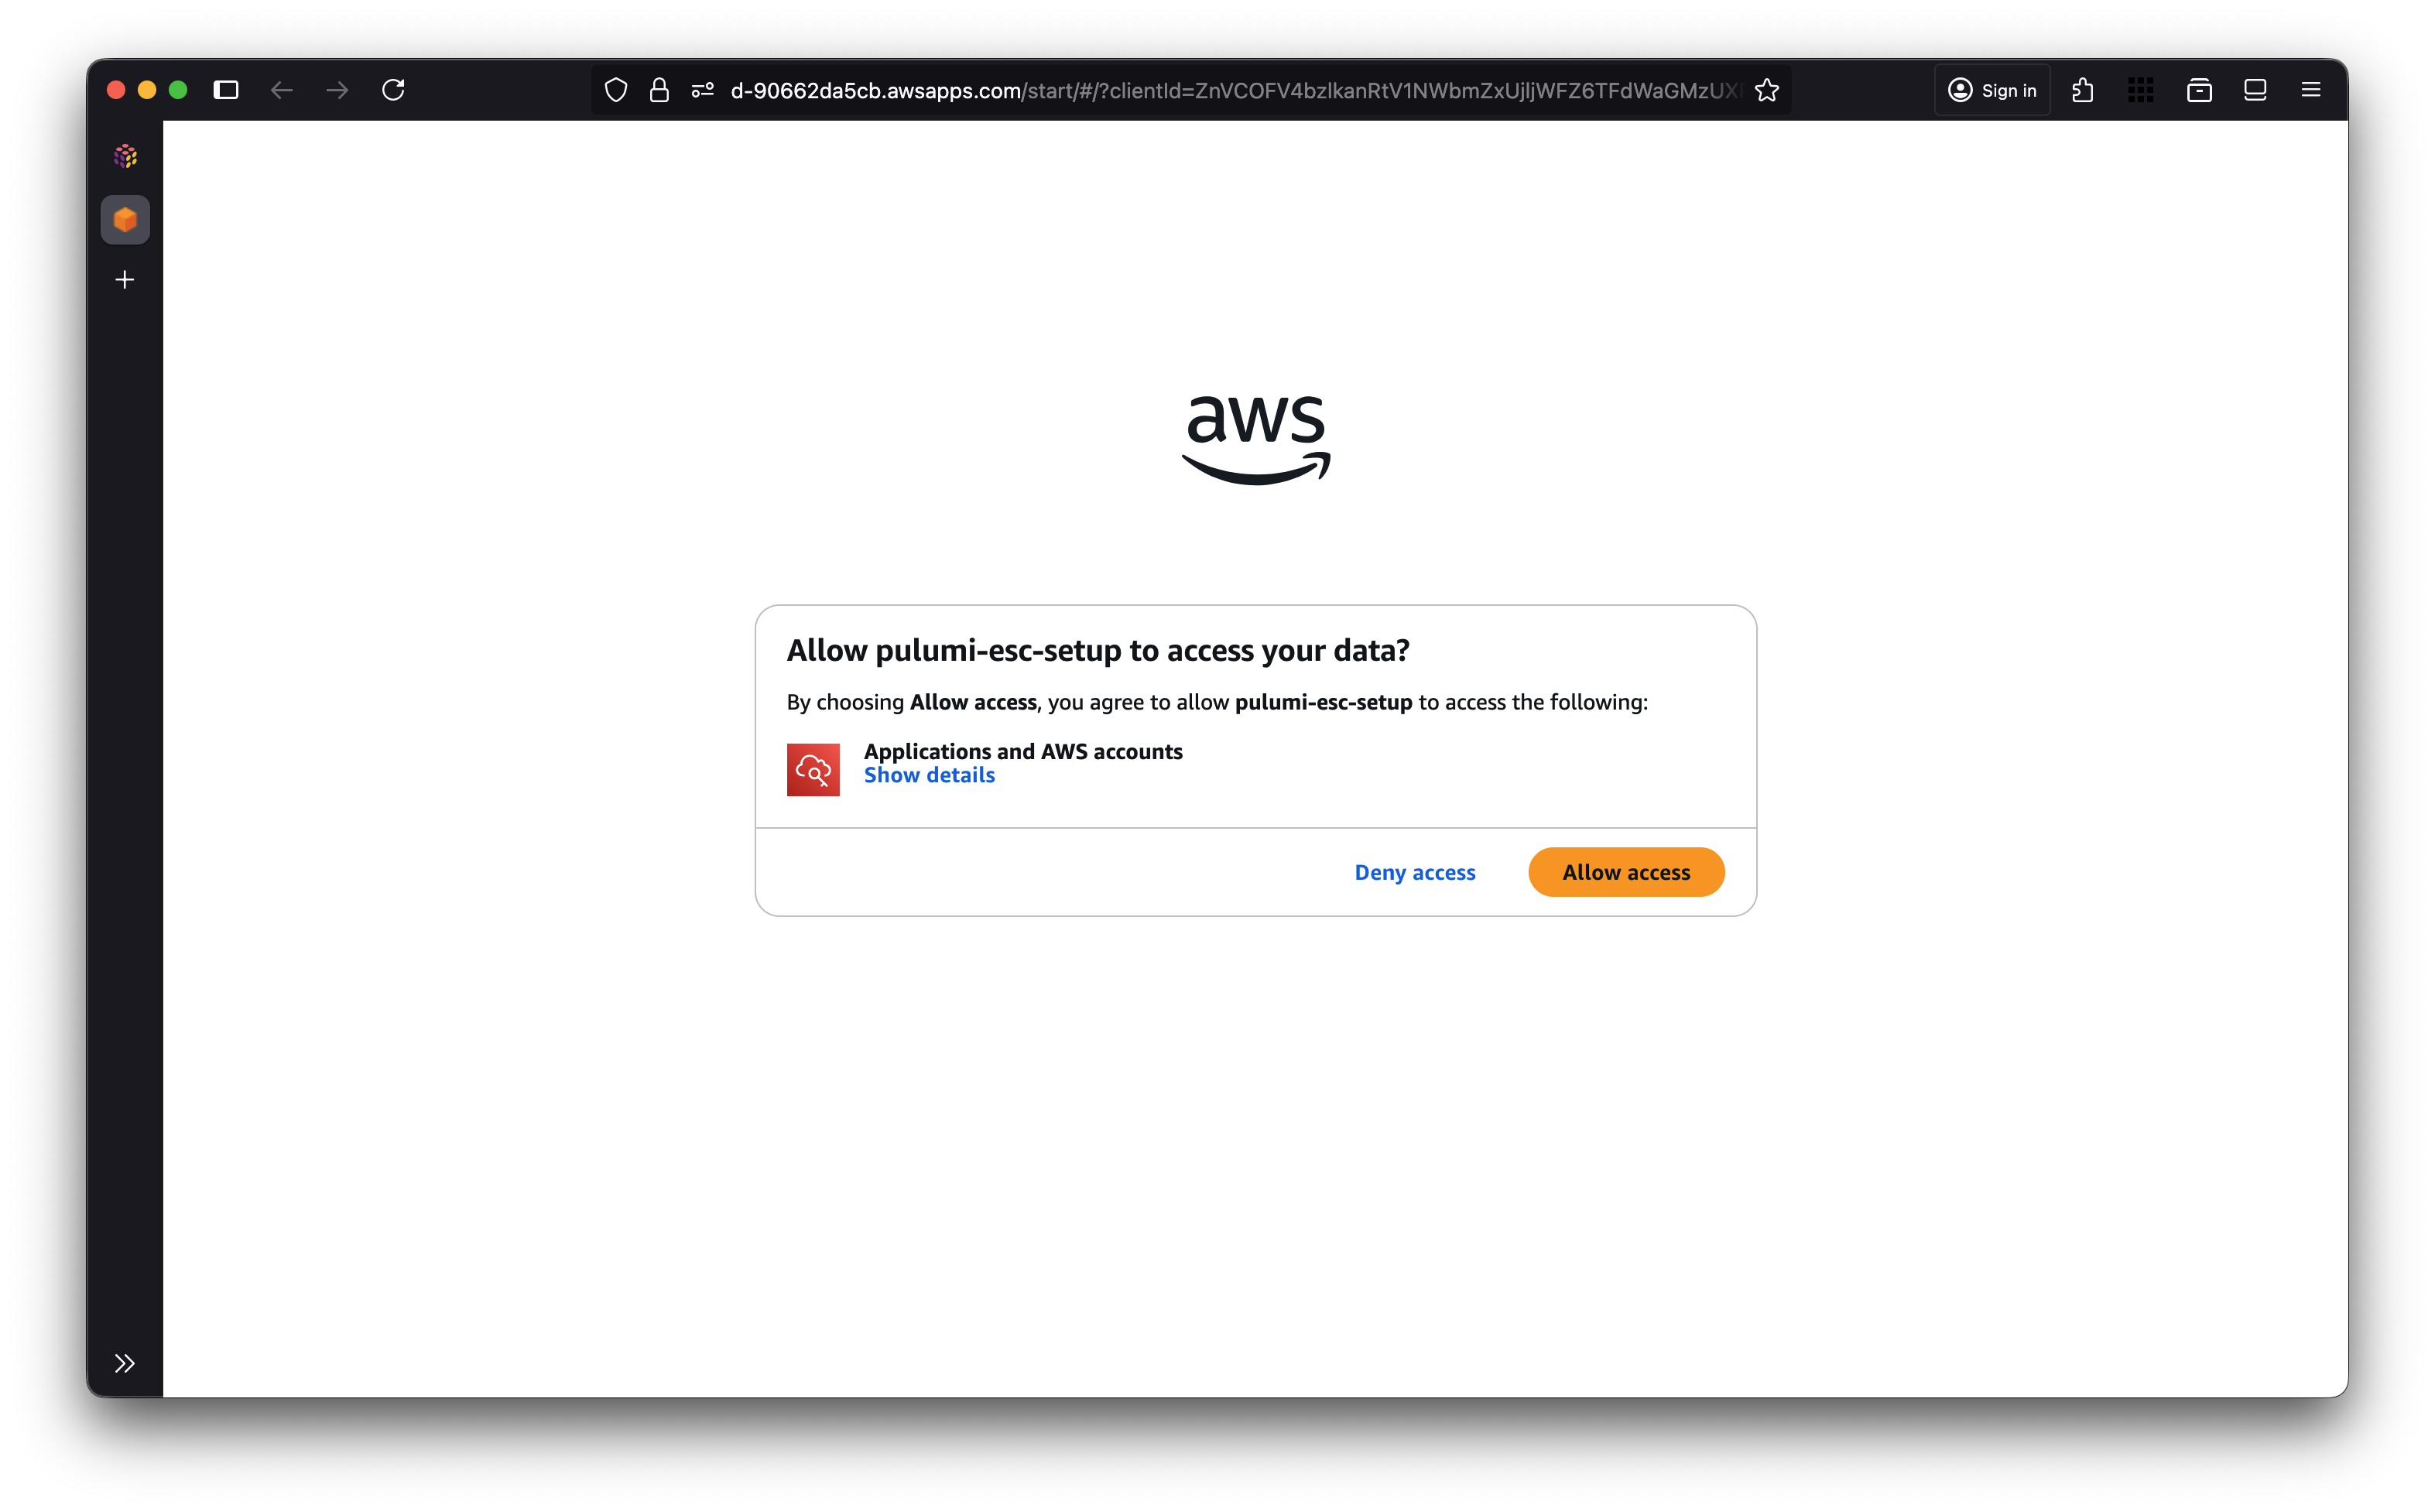 d-90662da5cb.awsapps.com/start/#/?clientId=
Sign in
aws
Allow pulumi-esc-setup to access your data?
By choosing Allow access, you agree to allow pulumi-esc-setup to access the following:
Applications and AWS accounts
Show details
Deny access
Allow access